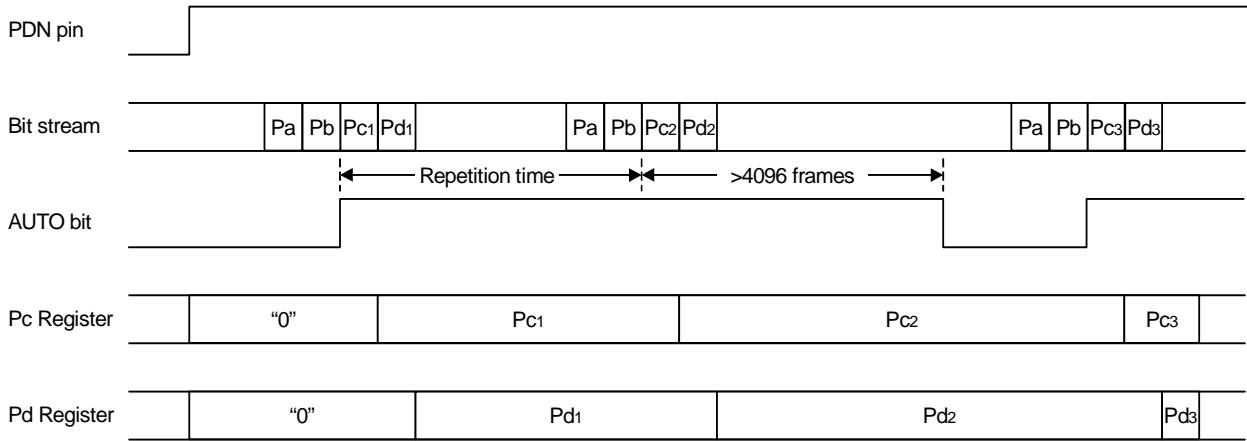 PDN pin
Bit stream
Pa Pb Pc1 Pd1 Pa Pb Pc2 Pd2 Pa Pb Pc3 Pd3
Repetition time >4096 frames
AUTO bit
Pc Register “0” Pc1 Pc2 Pc3
Pd Register “0” Pd1 Pd2 Pd3